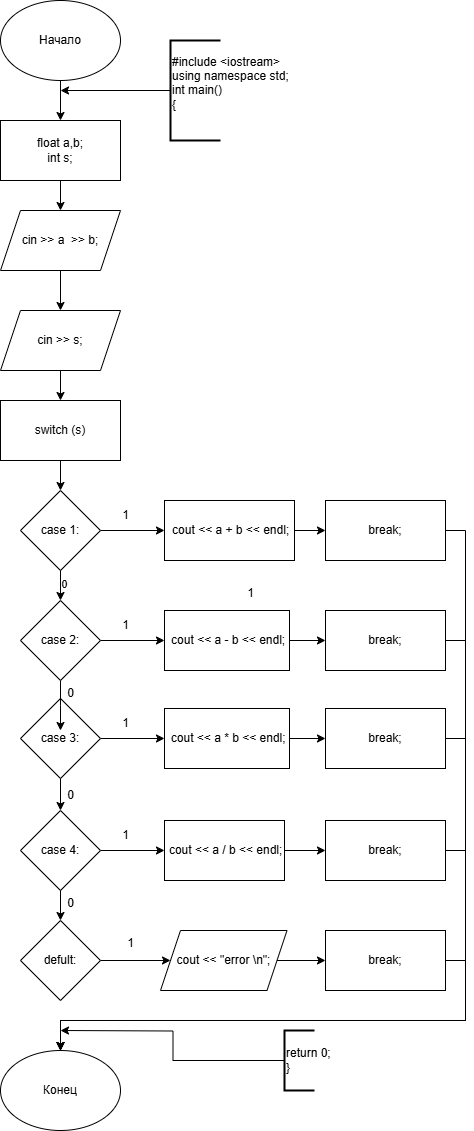 Начало
#include <iostream>
using namespace std;
int main()
{
float a,b;
int s;
cin >> a >> b;
cin >> s;
switch (s)
case 1:
1
cout << a + b << endl;
break;
0
1
case 2:
1
cout << a - b << endl;
break;
0
case 3:
1
cout << a * b << endl;
break;
0
case 4:
1
cout << a / b << endl;
break;
0
defult:
1
cout << "error \n";
break;
return 0;
}
Конец